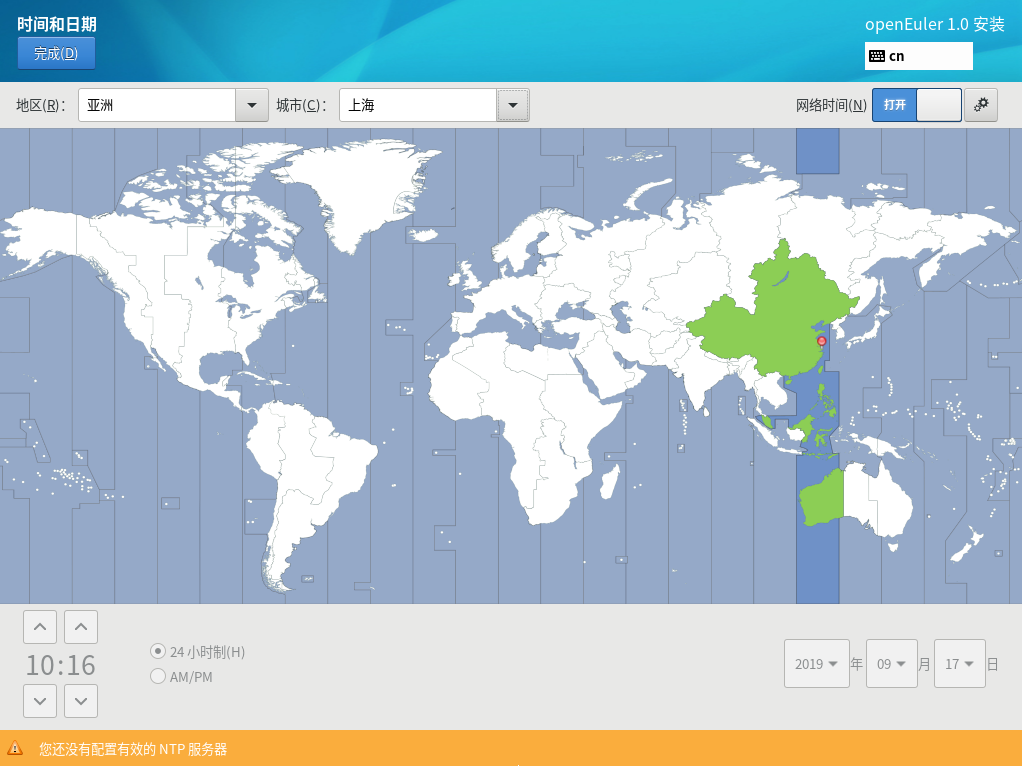 时间和日期
openEuler 1.0 安装
完成(D)
cn
地区(R)： 亚洲 城市(C)： 上海 网络时间(N) 打开
10:16
24 小时制(H)
AM/PM
2019 年 09 月 17 日
您还没有配置有效的 NTP 服务器